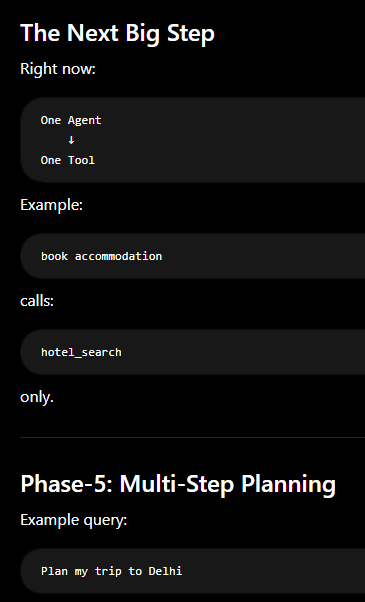 The Next Big Step
Right now:
One Agent
↓
One Tool
Example:
book accommodation
calls:
hotel_search
only.
Phase-5: Multi-Step Planning
Example query:
Plan my trip to Delhi